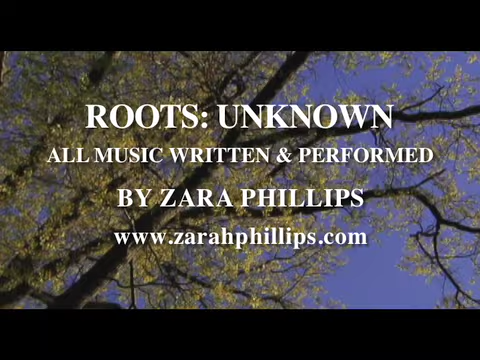 ROOTS: UNKNOWN
ALL MUSIC WRITTEN & PERFORMED
BY ZARA PHILLIPS
www.zarahphillips.com